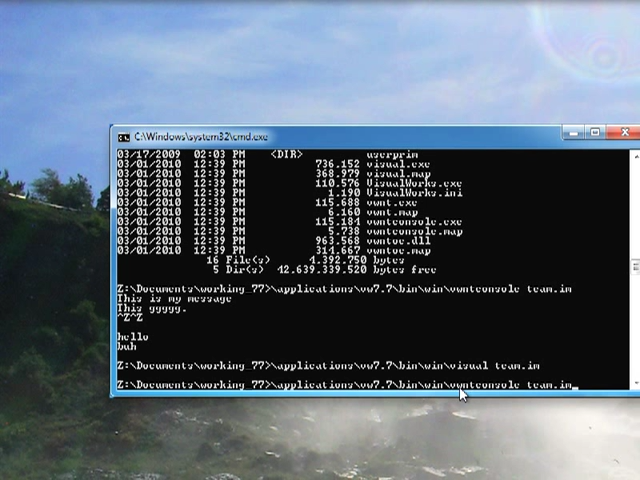 C:\Windows\system32\cmd.exe
03/17/2009  02:03 PM    <DIR>          userprim
03/01/2010  12:39 PM           736.152 visual.exe
03/01/2010  12:39 PM           368.979 visual.map
03/01/2010  12:39 PM           110.576 VisualWorks.exe
03/01/2010  12:39 PM             1.190 VisualWorks.ini
03/01/2010  12:39 PM           115.688 vwnt.exe
03/01/2010  12:39 PM             6.160 vwnt.map
03/01/2010  12:39 PM           115.184 vwntconsole.exe
03/01/2010  12:39 PM             5.738 vwntconsole.map
03/01/2010  12:39 PM           963.568 vwntoe.dll
03/01/2010  12:39 PM           314.667 vwntoe.map
16 File(s)      4.392.750 bytes
5 Dir(s)  42.639.339.520 bytes free
Z:\Documents\working_77>\applications\vw7.7\bin\win\vwntconsole team.im
This is my message
This ggggg.
^Z^Z
hello
bah
Z:\Documents\working_77>\applications\vw7.7\bin\win\visual team.im
Z:\Documents\working_77>\applications\vw7.7\bin\win\vwntconsole team.im_